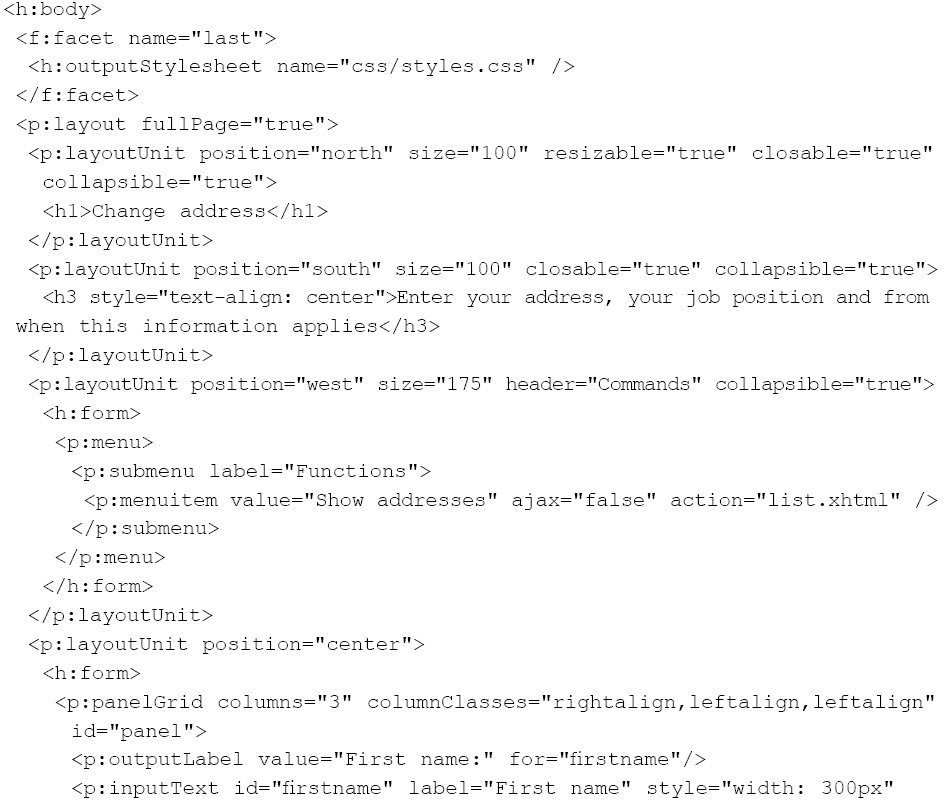 <h:body>
<f:facet name="last">
<h:outputStylesheet name="css/styles.css" />
</f:facet>
<p:layout fullPage="true">
<p:layoutUnit position="north" size="100" resizable="true" closable="true"
collapsible="true">
<h1>Change address</h1>
</p:layoutUnit>
<p:layoutUnit position="south" size="100" closable="true" collapsible="true">
<h3 style="text-align: center">Enter your address, your job position and from
when this information applies</h3>
</p:layoutUnit>
<p:layoutUnit position="west" size="175" header="Commands" collapsible="true">
<h:form>
<p:menu>
<p:submenu label="Functions">
<p:menuitem value="Show addresses" ajax="false" action="list.xhtml" />
</p:submenu>
</p:menu>
</h:form>
</p:layoutUnit>
<p:layoutUnit position="center">
<h:form>
<p:panelGrid columns="3" columnClasses="rightalign,leftalign,leftalign"
id="panel">
<p:outputLabel value="First name:" for="firstname"/>
<p:inputText id="firstname" label="First name" style="width: 300px"